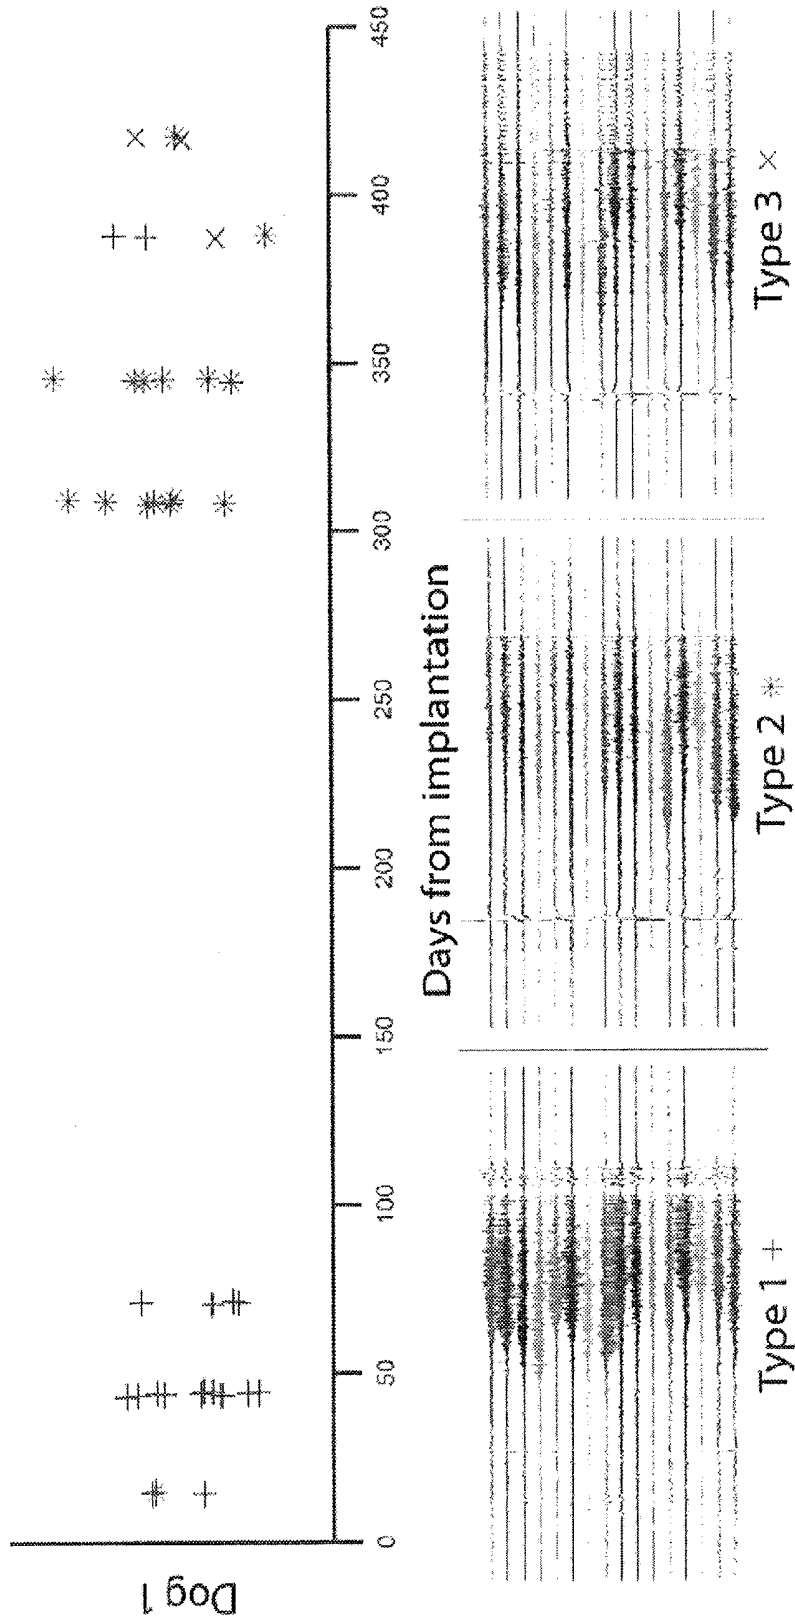 Dog 1
0 50 100 150 200 250 300 350 400 450
Days from implantation
Type 1 +
Type 2 *
Type 3 ×